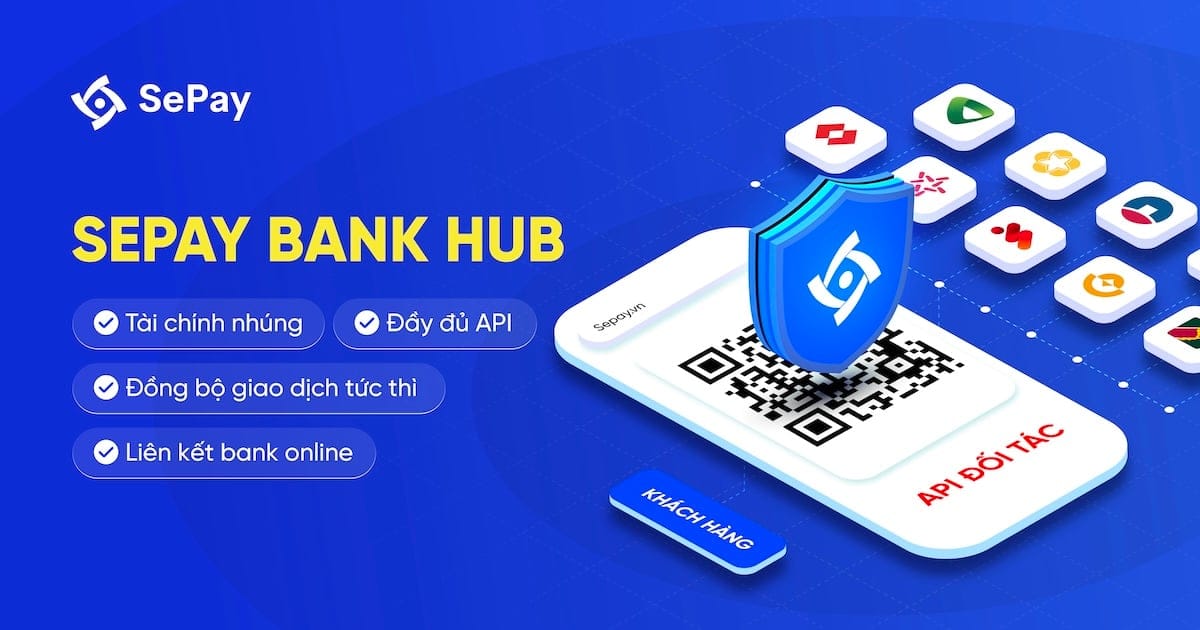 SePay
SEPAY BANK HUB
Tài chính nhúng
Đầy đủ API
Đồng bộ giao dịch tức thì
Liên kết bank online
Sepay.vn
API ĐỐI TÁC
KHÁCH HÀNG